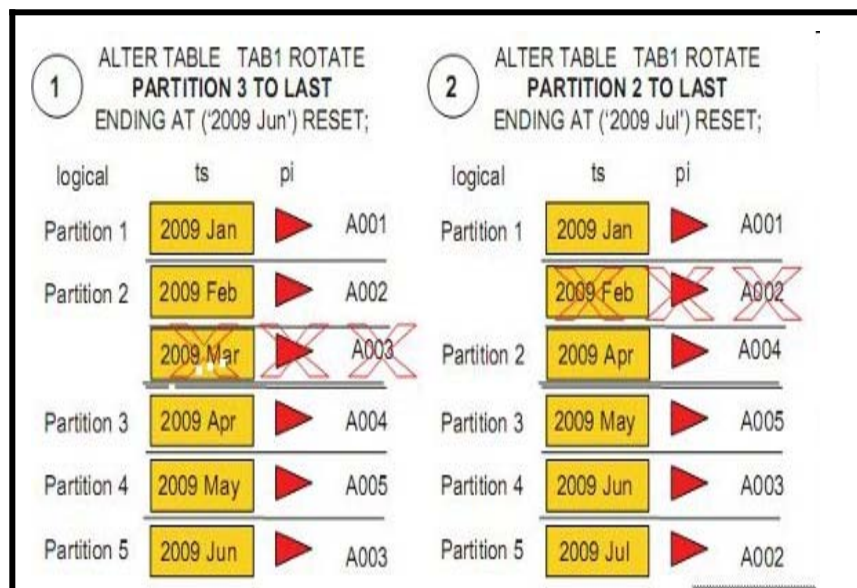 1
ALTER TABLE TAB1 ROTATE
PARTITION 3 TO LAST
ENDING AT ('2009 Jun') RESET;
logical ts pi
Partition 1 2009 Jan A001
Partition 2 2009 Feb A002
2009 Mar A003
Partition 3 2009 Apr A004
Partition 4 2009 May A005
Partition 5 2009 Jun A003
2
ALTER TABLE TAB1 ROTATE
PARTITION 2 TO LAST
ENDING AT ('2009 Jul') RESET;
logical ts pi
Partition 1 2009 Jan A001
2009 Feb A002
Partition 2 2009 Apr A004
Partition 3 2009 May A005
Partition 4 2009 Jun A003
Partition 5 2009 Jul A002